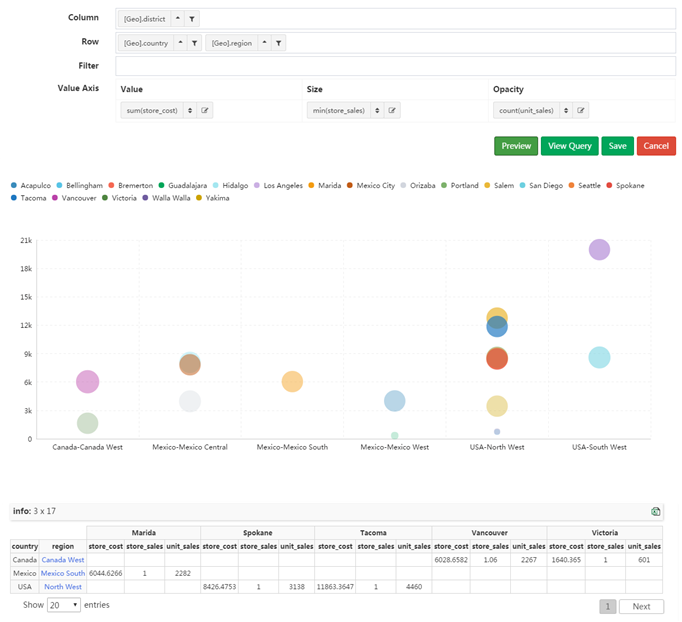 Column [Geo].district
Row [Geo].country [Geo].region
Filter
Value Axis Value Size Opacity
sum(store_cost) min(store_sales) count(unit_sales)
Preview View Query Save Cancel
Acapulco Bellingham Bremerton Guadalajara Hidalgo Los Angeles Marida Mexico City Orizaba Portland Salem San Diego Seattle Spokane
Tacoma Vancouver Victoria Walla Walla Yakima
21k
18k
15k
12k
9k
6k
3k
0
Canada-Canada West Mexico-Mexico Central Mexico-Mexico South Mexico-Mexico West USA-North West USA-South West
info: 3 x 17
Marida Spokane Tacoma Vancouver Victoria
country region store_cost store_sales unit_sales store_cost store_sales unit_sales store_cost store_sales unit_sales store_cost store_sales unit_sales store_cost store_sales unit_sales
Canada Canada West 6028.6582 1.06 2267 1640.365 1 601
Mexico Mexico South 6044.6266 1 2282
USA North West 8426.4753 1 3138 11863.3647 1 4460
Show 20 entries 1 Next